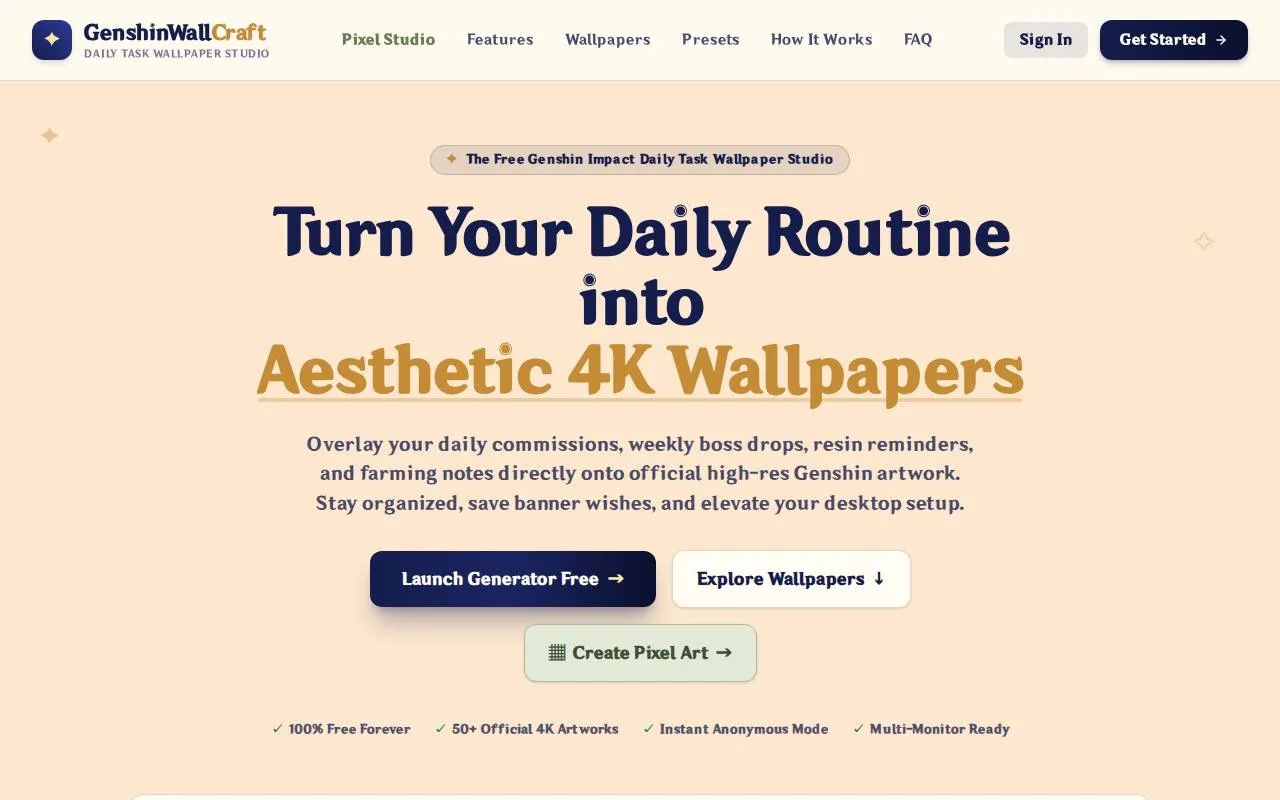 GenshinWallCraft
DAILY TASK WALLPAPER STUDIO
Pixel Studio
Features
Wallpapers
Presets
How It Works
FAQ
Sign In
Get Started →
✦ The Free Genshin Impact Daily Task Wallpaper Studio
Turn Your Daily Routine
into
Aesthetic 4K Wallpapers
Overlay your daily commissions, weekly boss drops, resin reminders,
and farming notes directly onto official high-res Genshin artwork.
Stay organized, save banner wishes, and elevate your desktop setup.
Launch Generator Free →
Explore Wallpapers ↓
▦ Create Pixel Art →
✓ 100% Free Forever
✓ 50+ Official 4K Artworks
✓ Instant Anonymous Mode
✓ Multi-Monitor Ready